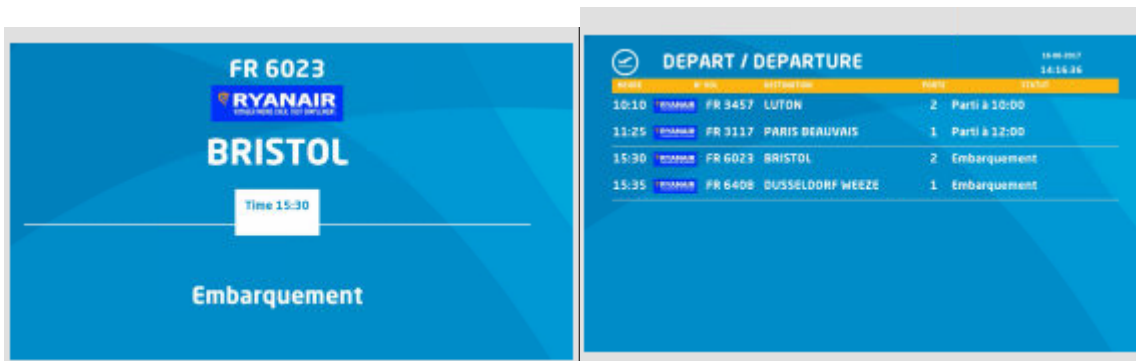 FR 6023
RYANAIR
BRISTOL
Time 15:30
Embarquement
DEPART / DEPARTURE
14:16:36
10:10 RYANAIR FR 3457 LUTON 2 Parti à 10:00
11:25 RYANAIR FR 3117 PARIS BEAUVAIS 1 Parti à 12:00
15:30 RYANAIR FR 6023 BRISTOL 2 Embarquement
15:35 RYANAIR FR 6408 DUSSELDORF WEEZE 1 Embarquement